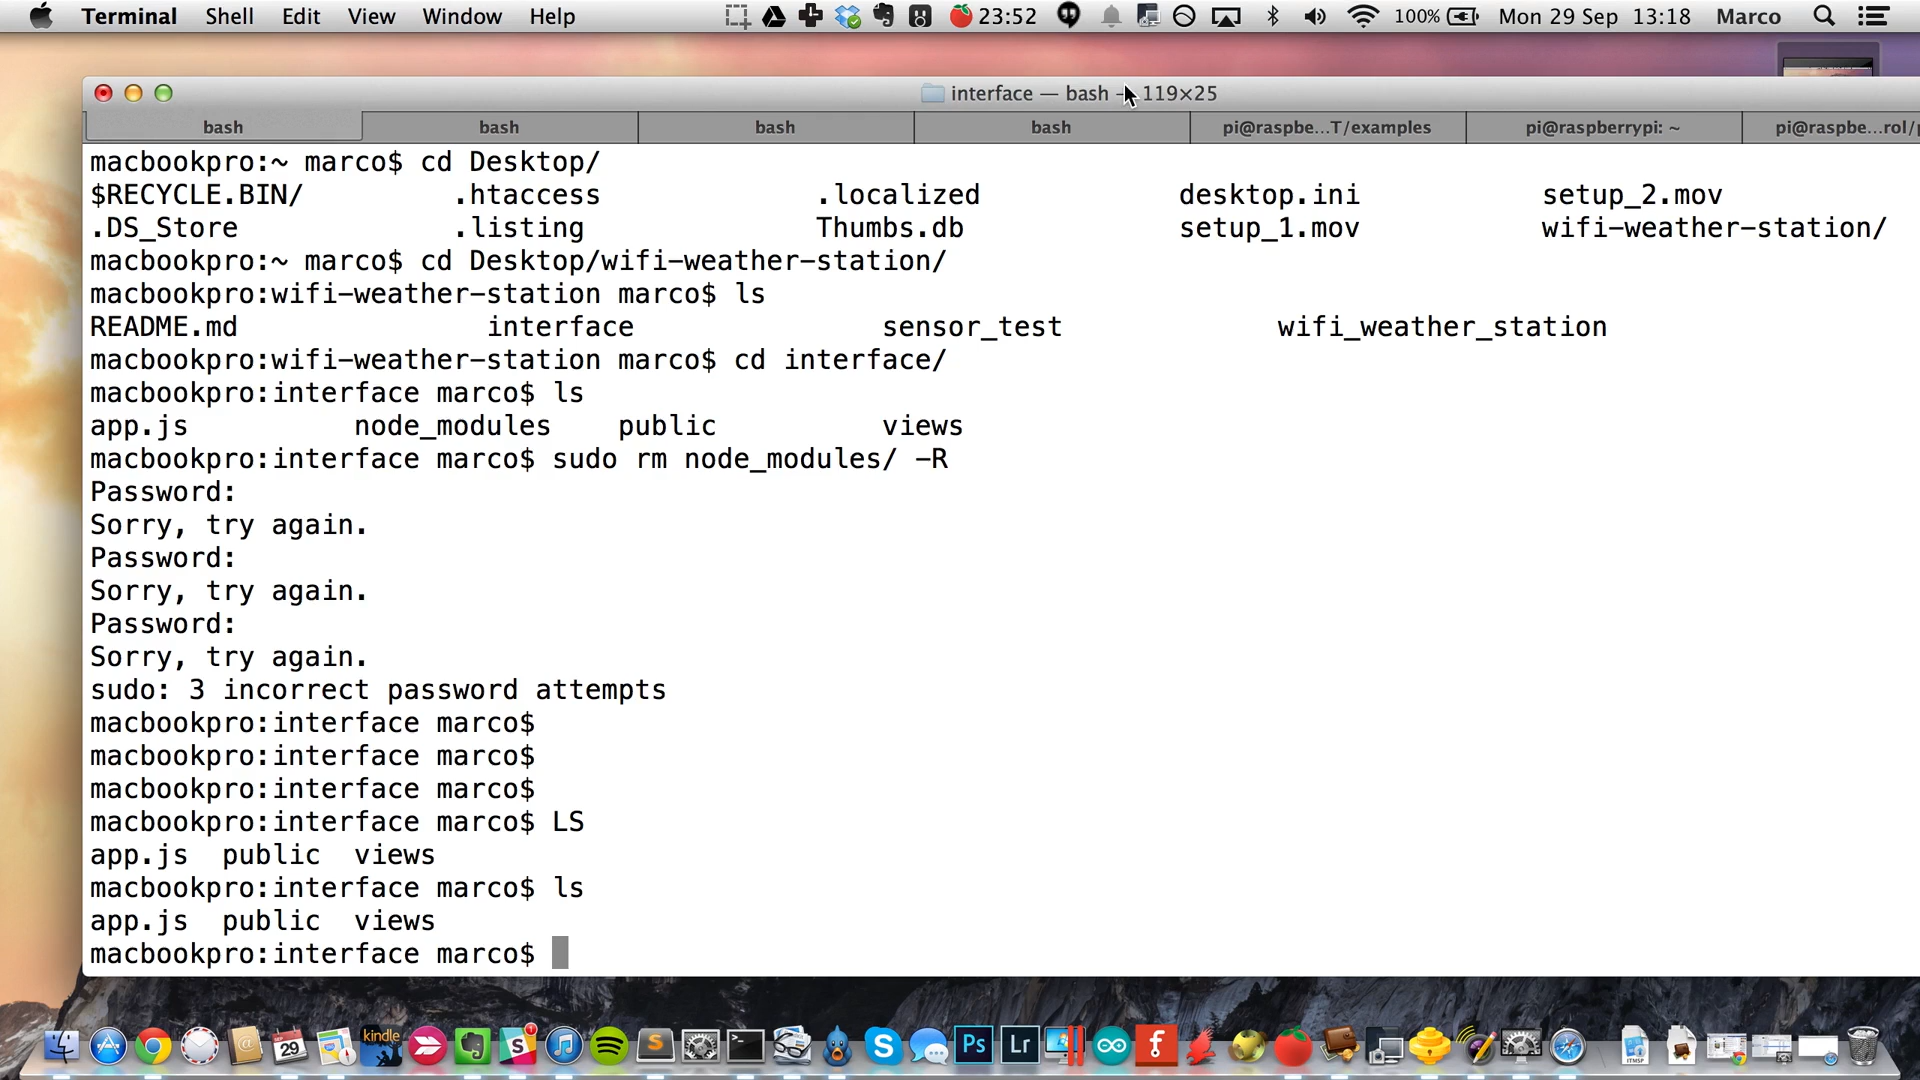 Terminal Shell Edit View Window Help 23:52 100% Mon 29 Sep 13:18 Marco
interface — bash — 119×25
bash bash bash bash pi@raspbe...T/examples pi@raspberrypi: ~ pi@raspbe...rol/p
macbookpro:~ marco$ cd Desktop/
$RECYCLE.BIN/ .htaccess .localized desktop.ini setup_2.mov
.DS_Store .listing Thumbs.db setup_1.mov wifi-weather-station/
macbookpro:~ marco$ cd Desktop/wifi-weather-station/
macbookpro:wifi-weather-station marco$ ls
README.md interface sensor_test wifi_weather_station
macbookpro:wifi-weather-station marco$ cd interface/
macbookpro:interface marco$ ls
app.js node_modules public views
macbookpro:interface marco$ sudo rm node_modules/ -R
Password:
Sorry, try again.
Password:
Sorry, try again.
Password:
Sorry, try again.
sudo: 3 incorrect password attempts
macbookpro:interface marco$
macbookpro:interface marco$
macbookpro:interface marco$
macbookpro:interface marco$ LS
app.js public views
macbookpro:interface marco$ ls
app.js public views
macbookpro:interface marco$
29 kindle Ps Lr